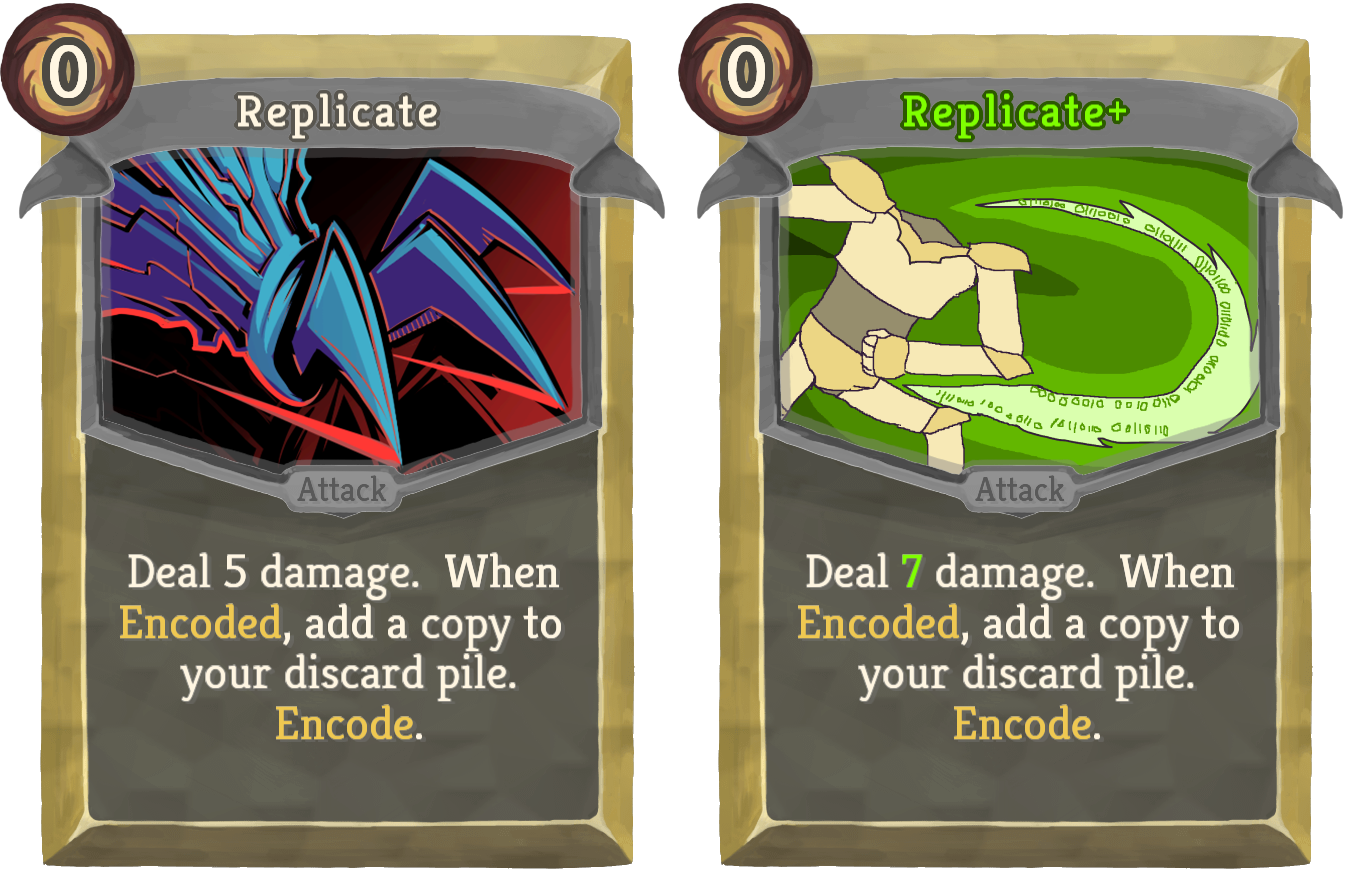 0
Replicate
Attack
Deal 5 damage.  When
Encoded, add a copy to
your discard pile.
Encode.
0
Replicate+
Attack
Deal 7 damage.  When
Encoded, add a copy to
your discard pile.
Encode.